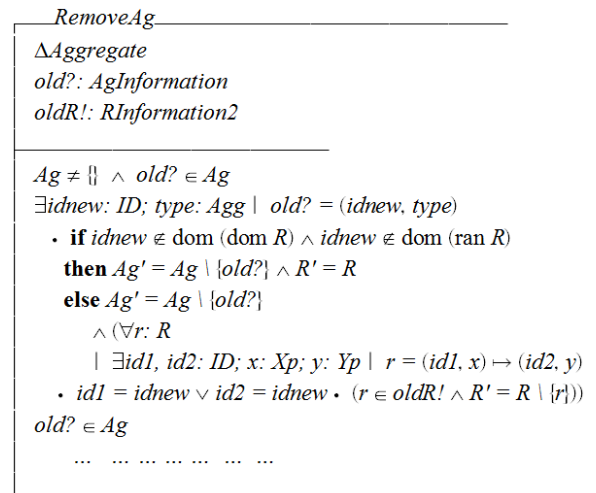 RemoveAg
ΔAggregate
old?: AgInformation
oldR!: RInformation2
Ag ≠ {} ∧ old? ∈ Ag
∃idnew: ID; type: Agg | old? = (idnew, type)
• if idnew ∉ dom (dom R) ∧ idnew ∉ dom (ran R)
then Ag' = Ag \ {old?} ∧ R' = R
else Ag' = Ag \ {old?}
∧ (∀r: R
| ∃id1, id2: ID; x: Xp; y: Yp | r = (id1, x) ↦ (id2, y)
• id1 = idnew ∨ id2 = idnew • (r ∈ oldR! ∧ R' = R \ {r}))
old? ∈ Ag
... ... ... ... ... ... ...